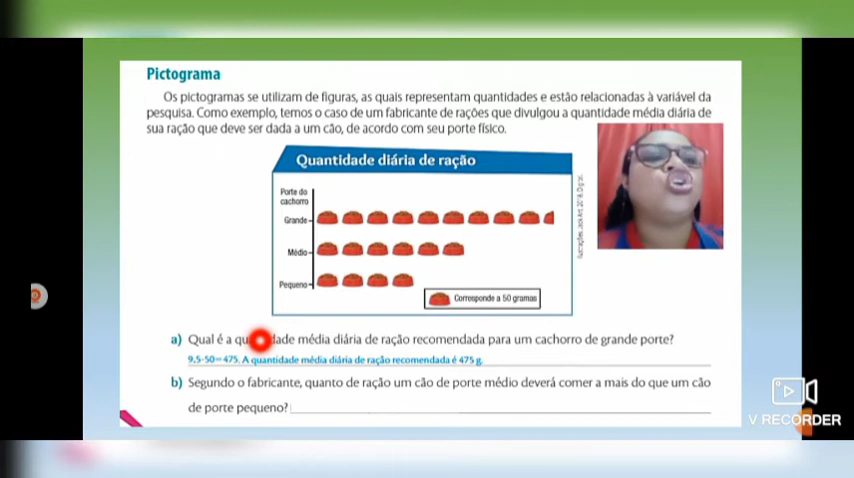 Pictograma
Os pictogramas se utilizam de figuras, as quais representam quantidades e estão relacionadas à variável da
pesquisa. Como exemplo, temos o caso de um fabricante de rações que divulgou a quantidade média diária de
sua ração que deve ser dada a um cão, de acordo com seu porte físico.
Quantidade diária de ração
Porte do
cachorro
Grande
Médio
Pequeno
Corresponde a 50 gramas
a) Qual é a qu dade média diária de ração recomendada para um cachorro de grande porte?
9,5·50=475. A quantidade média diária de ração recomendada é 475 g.
b) Segundo o fabricante, quanto de ração um cão de porte médio deverá comer a mais do que um cão
de porte pequeno?
V RECORDER